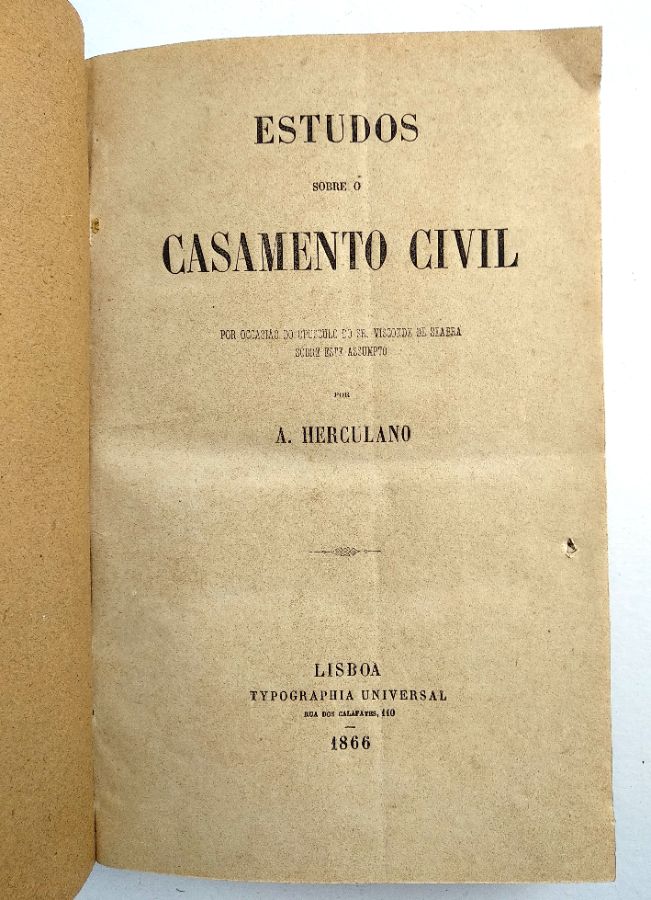 ESTUDOS
SOBRE O
CASAMENTO CIVIL
POR OCCASIÃO DO OPUSCULO DO SR. VISCONDE DE SEABRA
SOBRE ESTE ASSUMPTO
POR
A. HERCULANO
LISBOA
TYPOGRAPHIA UNIVERSAL
RUA DOS CALAFATES, 110
1866